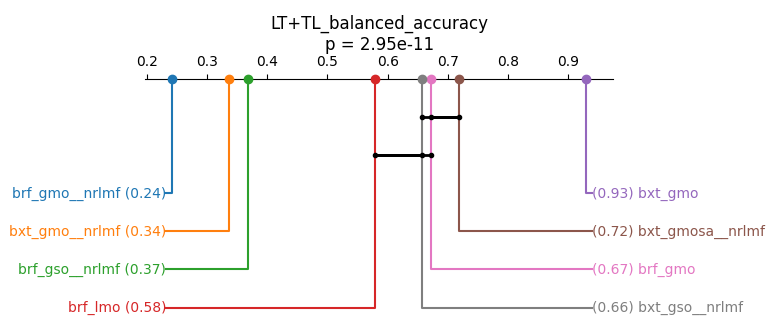 LT+TL_balanced_accuracy
p = 2.95e-11
0.2 0.3 0.4 0.5 0.6 0.7 0.8 0.9
brf_gmo__nrlmf (0.24) (0.93) bxt_gmo
bxt_gmo__nrlmf (0.34) (0.72) bxt_gmosa__nrlmf
brf_gso__nrlmf (0.37) (0.67) brf_gmo
brf_lmo (0.58) (0.66) bxt_gso__nrlmf